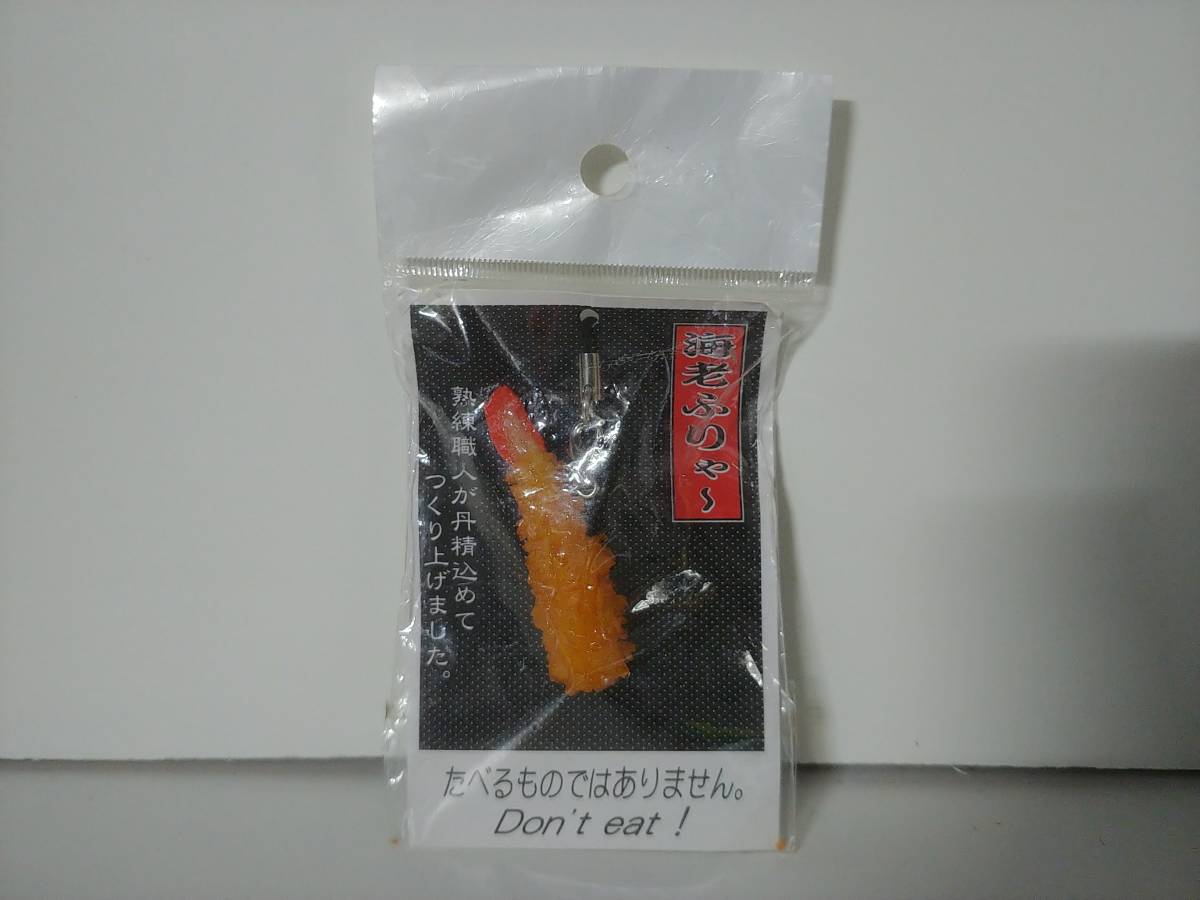 海老ふりゃ〜
熟練職人が丹精込めて
つくり上げました。
たべるものではありません。
Don't eat !